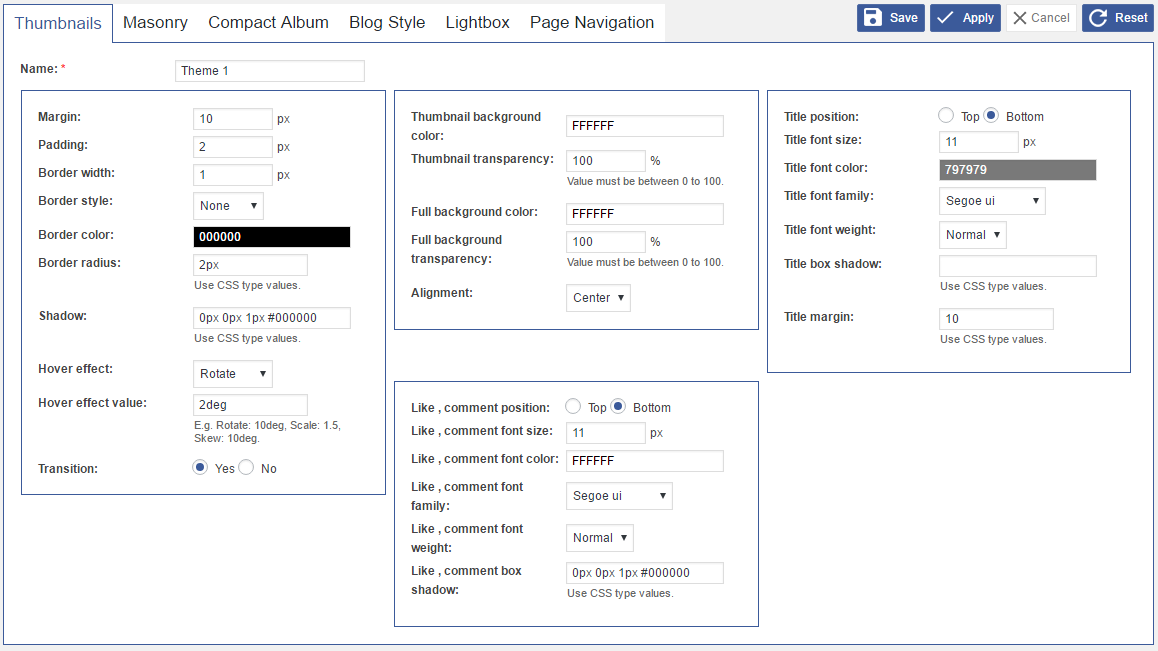 Thumbnails Masonry Compact Album Blog Style Lightbox Page Navigation Save Apply Cancel Reset
Name: * Theme 1
Margin: 10 px
Padding: 2 px
Border width: 1 px
Border style: None
Border color: 000000
Border radius: 2px
Use CSS type values.
Shadow: 0px 0px 1px #000000
Use CSS type values.
Hover effect: Rotate
Hover effect value: 2deg
E.g. Rotate: 10deg, Scale: 1.5,
Skew: 10deg.
Transition: Yes No
Thumbnail background
color: FFFFFF
Thumbnail transparency: 100 %
Value must be between 0 to 100.
Full background color: FFFFFF
Full background
transparency: 100 %
Value must be between 0 to 100.
Alignment: Center
Like , comment position: Top Bottom
Like , comment font size: 11 px
Like , comment font color: FFFFFF
Like , comment font
family: Segoe ui
Like , comment font
weight: Normal
Like , comment box
shadow: 0px 0px 1px #000000
Use CSS type values.
Title position: Top Bottom
Title font size: 11 px
Title font color: 797979
Title font family: Segoe ui
Title font weight: Normal
Title box shadow:
Use CSS type values.
Title margin: 10
Use CSS type values.